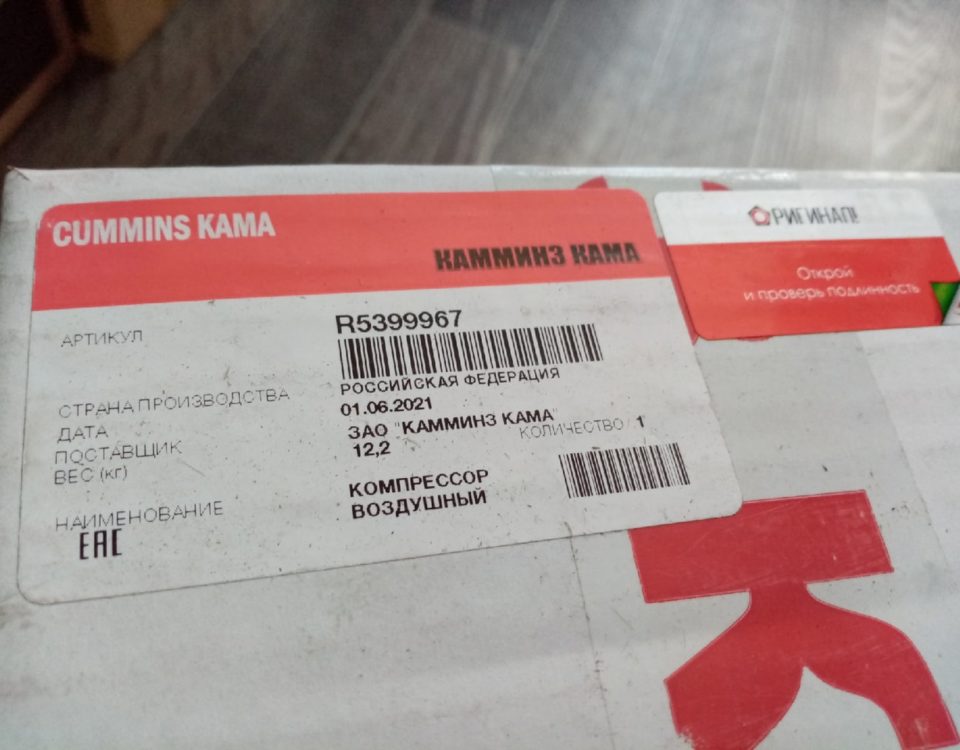 CUMMINS KAMA
КАММИНЗ КАМА
ОРИГИНАЛ!
Открой
и проверь подлинность
АРТИКУЛ
R5399967
СТРАНА ПРОИЗВОДСТВА
РОССИЙСКАЯ ФЕДЕРАЦИЯ
ДАТА
01.06.2021
ПОСТАВЩИК
ЗАО "КАММИНЗ КАМА"
ВЕС (кг)
12,2
КОЛИЧЕСТВО / 1
НАИМЕНОВАНИЕ
КОМПРЕССОР
ВОЗДУШНЫЙ
EAC